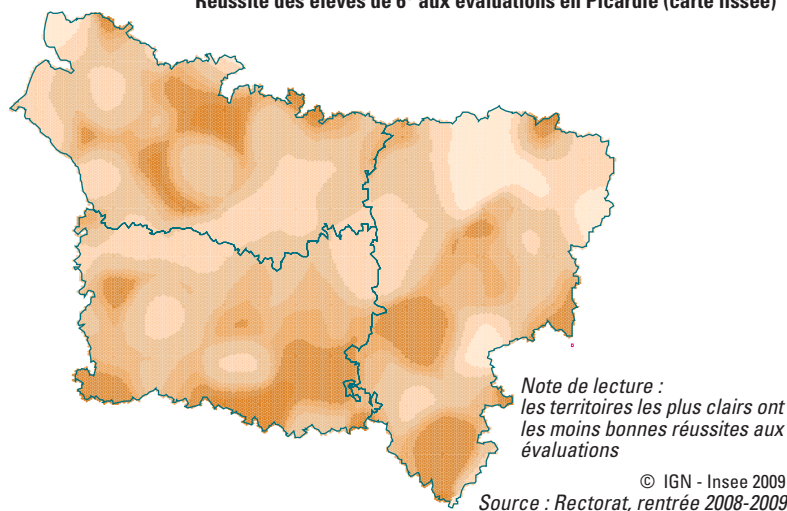 Réussite des élèves de 6° aux évaluations en Picardie (carte lissée)
Note de lecture :
les territoires les plus clairs ont
les moins bonnes réussites aux
évaluations
© IGN - Insee 2009
Source : Rectorat, rentrée 2008-2009